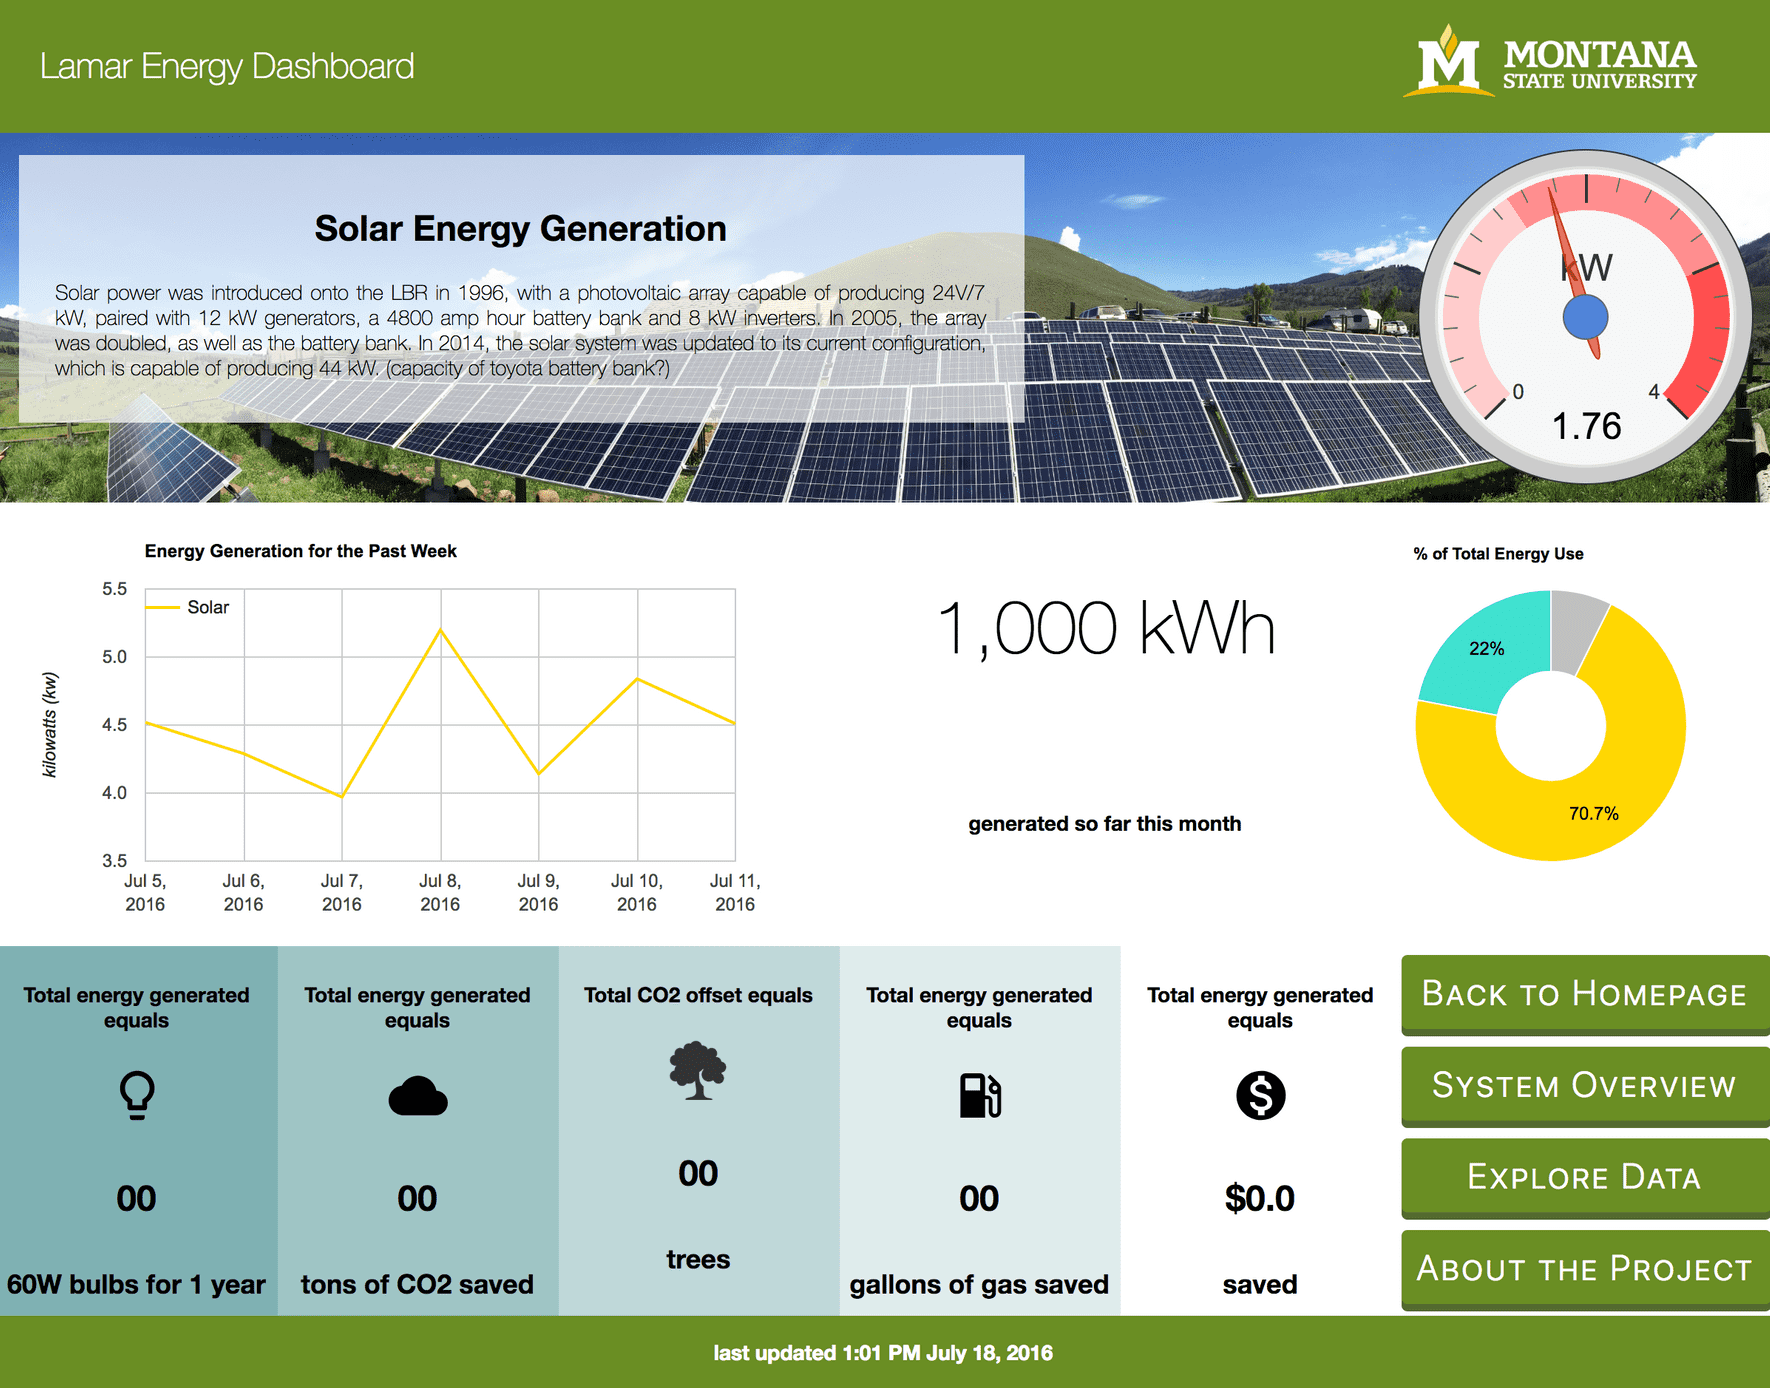 Lamar Energy Dashboard
M MONTANA
STATE UNIVERSITY
Solar Energy Generation
Solar power was introduced onto the LBR in 1996, with a photovoltaic array capable of producing 24V/7
kW, paired with 12 kW generators, a 4800 amp hour battery bank and 8 kW inverters. In 2005, the array
was doubled, as well as the battery bank. In 2014, the solar system was updated to its current configuration,
which is capable of producing 44 kW. (capacity of toyota battery bank?)
kW
0
4
1.76
Energy Generation for the Past Week
Solar
kilowatts (kw)
5.5
5.0
4.5
4.0
3.5
Jul 5,
2016
Jul 6,
2016
Jul 7,
2016
Jul 8,
2016
Jul 9,
2016
Jul 10,
2016
Jul 11,
2016
1,000 kWh
generated so far this month
% of Total Energy Use
22%
70.7%
Total energy generated
equals
00
60W bulbs for 1 year
Total energy generated
equals
00
tons of CO2 saved
Total CO2 offset equals
00
trees
Total energy generated
equals
00
gallons of gas saved
Total energy generated
equals
$
$0.0
saved
BACK TO HOMEPAGE
SYSTEM OVERVIEW
EXPLORE DATA
ABOUT THE PROJECT
last updated 1:01 PM July 18, 2016